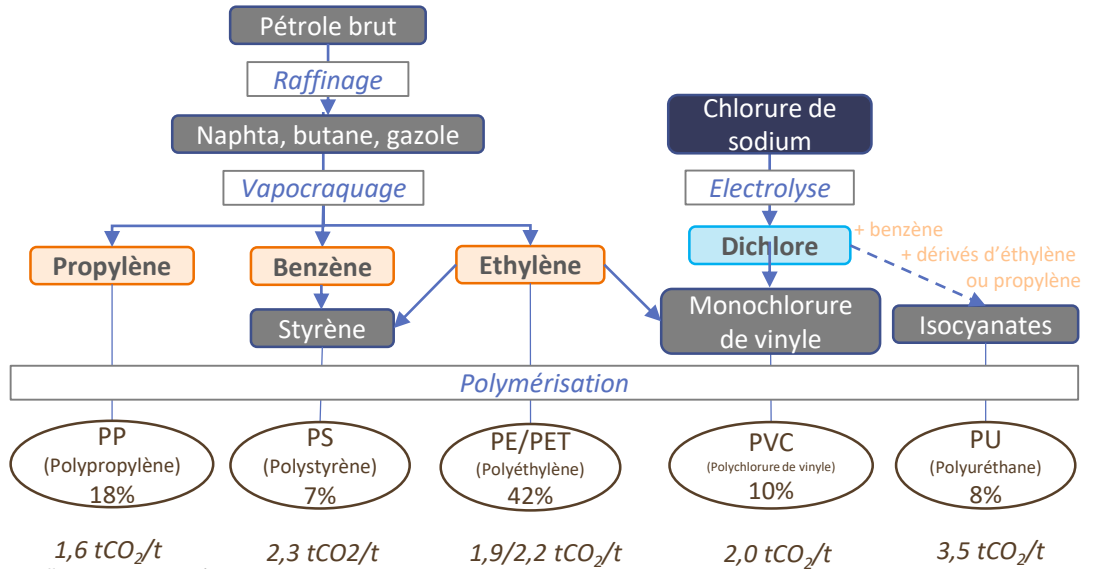 Pétrole brut
Raffinage
Naphta, butane, gazole
Chlorure de
sodium
Vapocraquage
Electrolyse
Propylène
Benzène
Ethylène
Dichlore
+ benzène
+ dérivés d’éthylène
ou propylène
Styrène
Monochlorure
de vinyle
Isocyanates
Polymérisation
PP
(Polypropylène)
18%
PS
(Polystyrène)
7%
PE/PET
(Polyéthylène)
42%
PVC
(Polychlorure de vinyle)
10%
PU
(Polyuréthane)
8%
1,6 tCO₂/t
2,3 tCO2/t
1,9/2,2 tCO₂/t
2,0 tCO₂/t
3,5 tCO₂/t